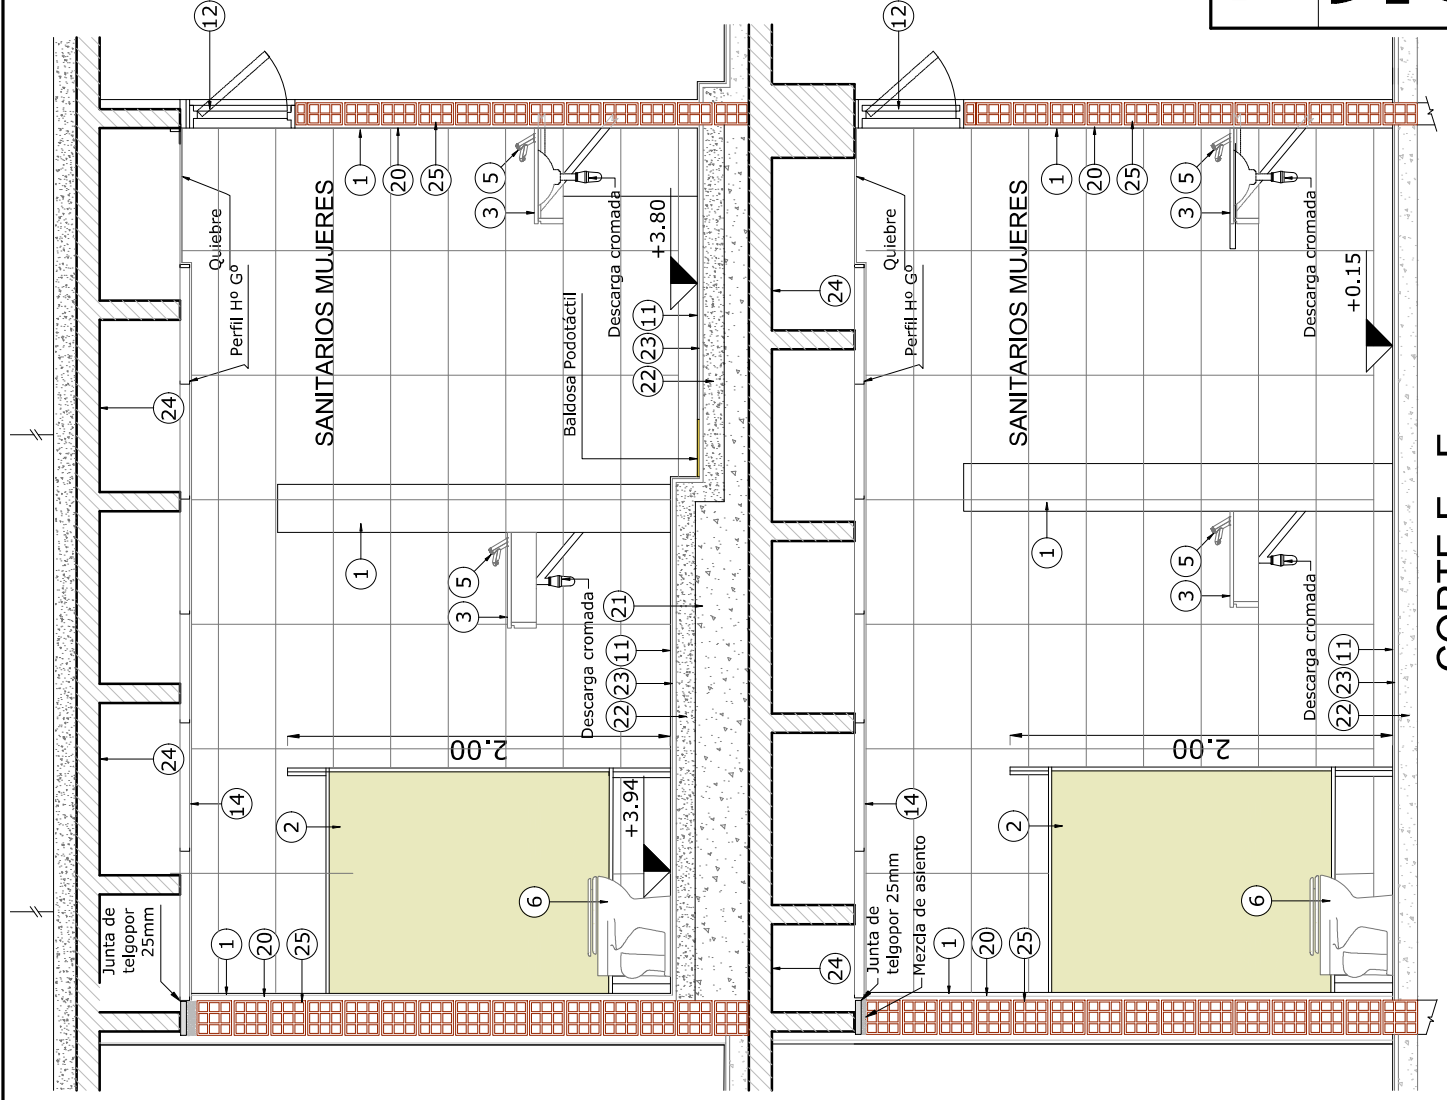 Junta de
telgopor
25mm
24
24
12
Quiebre
1
14
Perfil Hº Gº
20
2
25
SANITARIOS MUJERES
1
1
20
25
3
5
2.00
3
5
6
Baldosa Podotáctil
Descarga cromada
Descarga cromada
22 23 11
21
22 23 11
+3.94
+3.80
24
24
Junta de
telgopor 25mm
Mezcla de asiento
Quiebre
12
14
Perfil Hº Gº
1
20
25
2
SANITARIOS MUJERES
1
1
20
25
3
5
2.00
3
5
6
Descarga cromada
Descarga cromada
22 23 11
+0.15